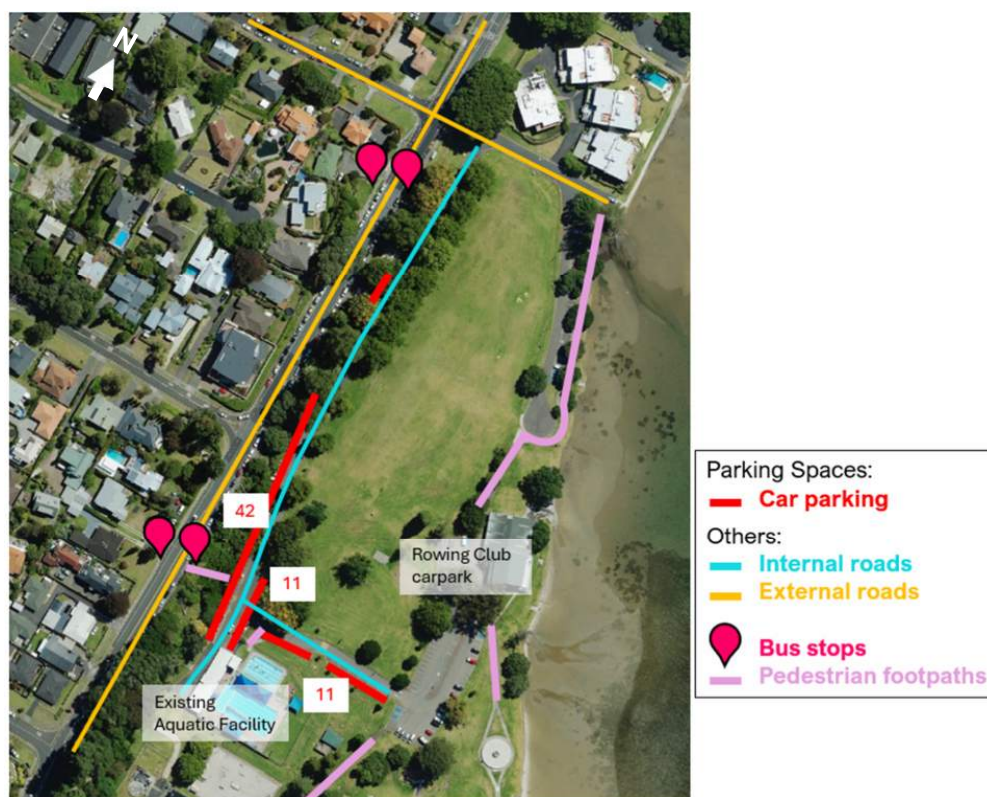 N
42
11
Rowing Club
carpark
11
Existing
Aquatic Facility
Parking Spaces:
Car parking
Others:
Internal roads
External roads
Bus stops
Pedestrian footpaths